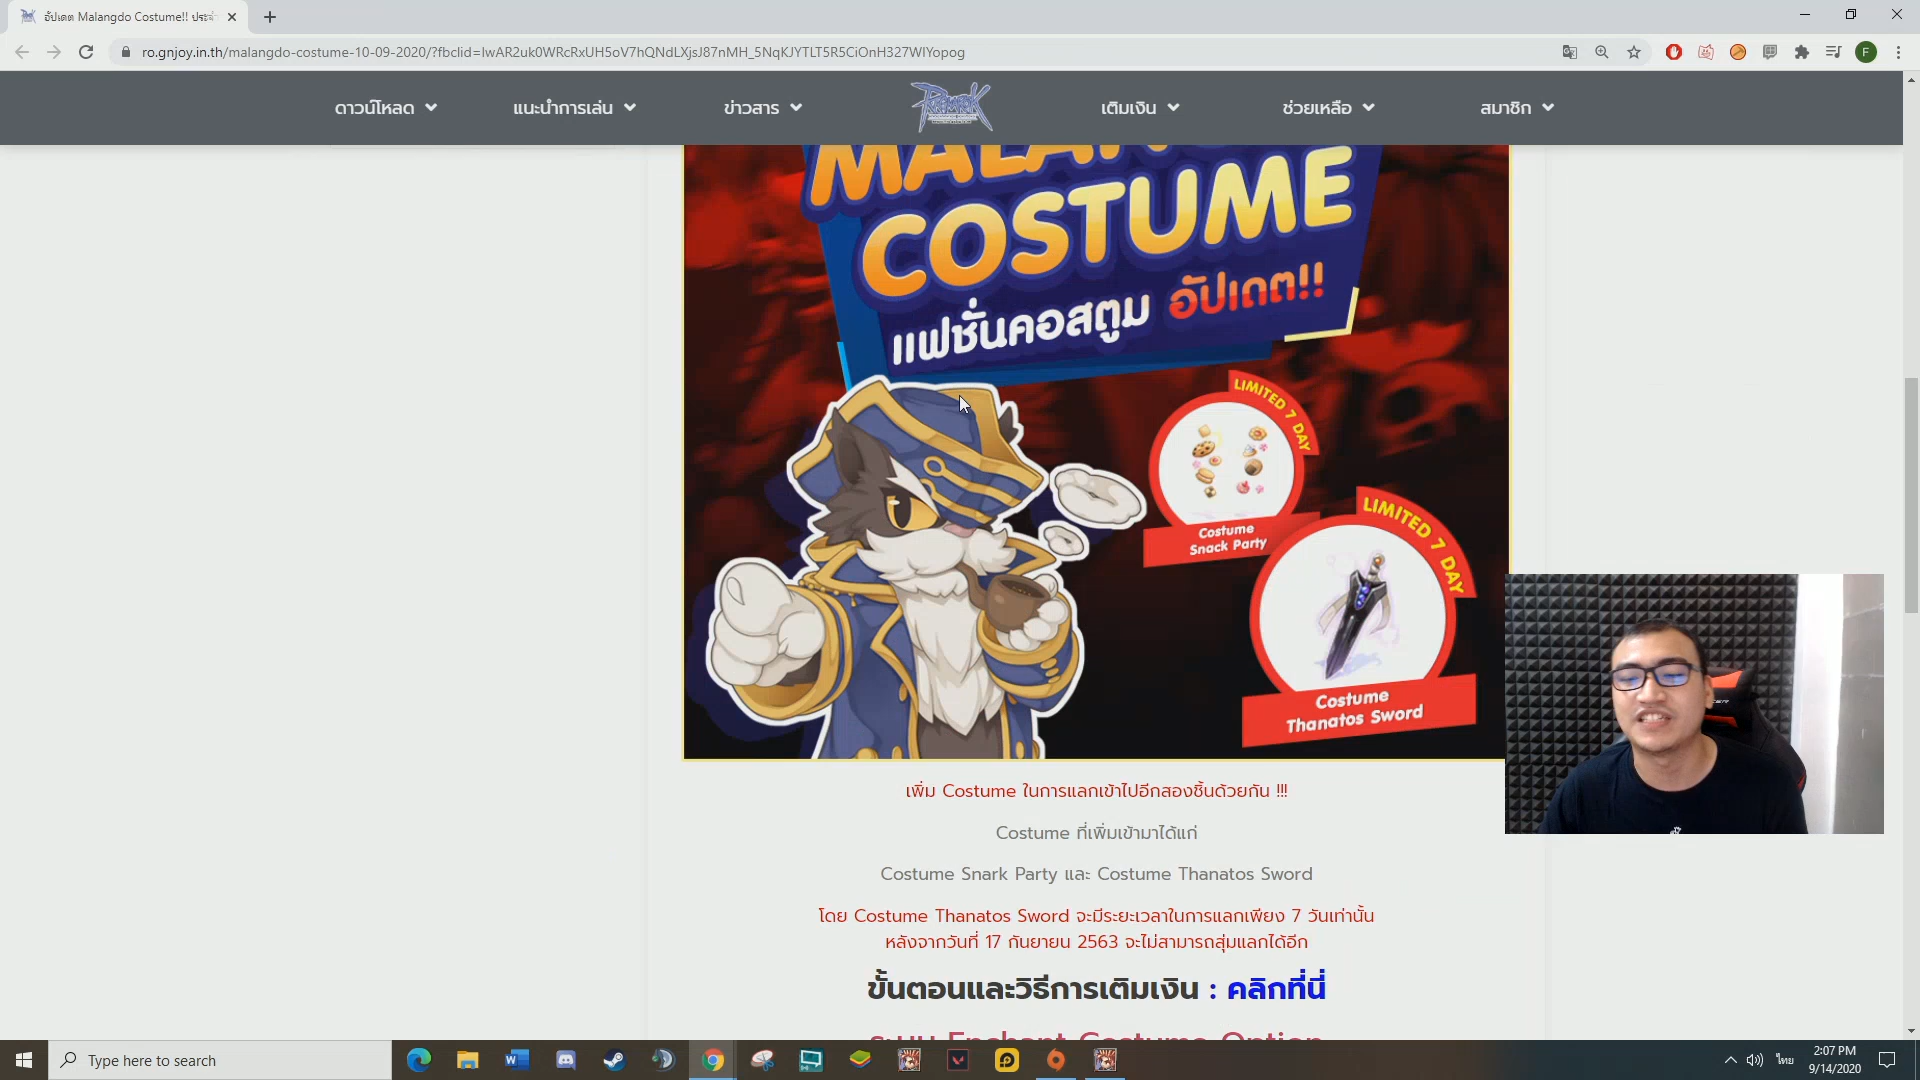 อัปเดต Malangdo Costume!! ประจำ
ro.gnjoy.in.th/malangdo-costume-10-09-2020/?fbclid=IwAR2uk0WRcRxUH5oV7hQNdLXjsJ87nMH_5NqKJYTLT5R5CiOnH327WIYopog
F
ดาวน์โหลด
แนะนำการเล่น
ข่าวสาร
RAGNAROK
เติมเงิน
ช่วยเหลือ
สมาชิก
COSTUME
แฟชั่นคอสตูม อัปเดต!!
LIMITED 7 DAY
Costume
Snack Party
LIMITED 7 DAY
Costume
Thanatos Sword
เพิ่ม Costume ในการแลกเข้าไปอีกสองชิ้นด้วยกัน !!!
Costume ที่เพิ่มเข้ามาได้แก่
Costume Snark Party และ Costume Thanatos Sword
โดย Costume Thanatos Sword จะมีระยะเวลาในการแลกเพียง 7 วันเท่านั้น
หลังจากวันที่ 17 กันยายน 2563 จะไม่สามารถสุ่มแลกได้อีก
ขั้นตอนและวิธีการเติมเงิน : คลิกที่นี่
ระบบ Enchant Costume Option
Type here to search
ไทย
2:07 PM
9/14/2020